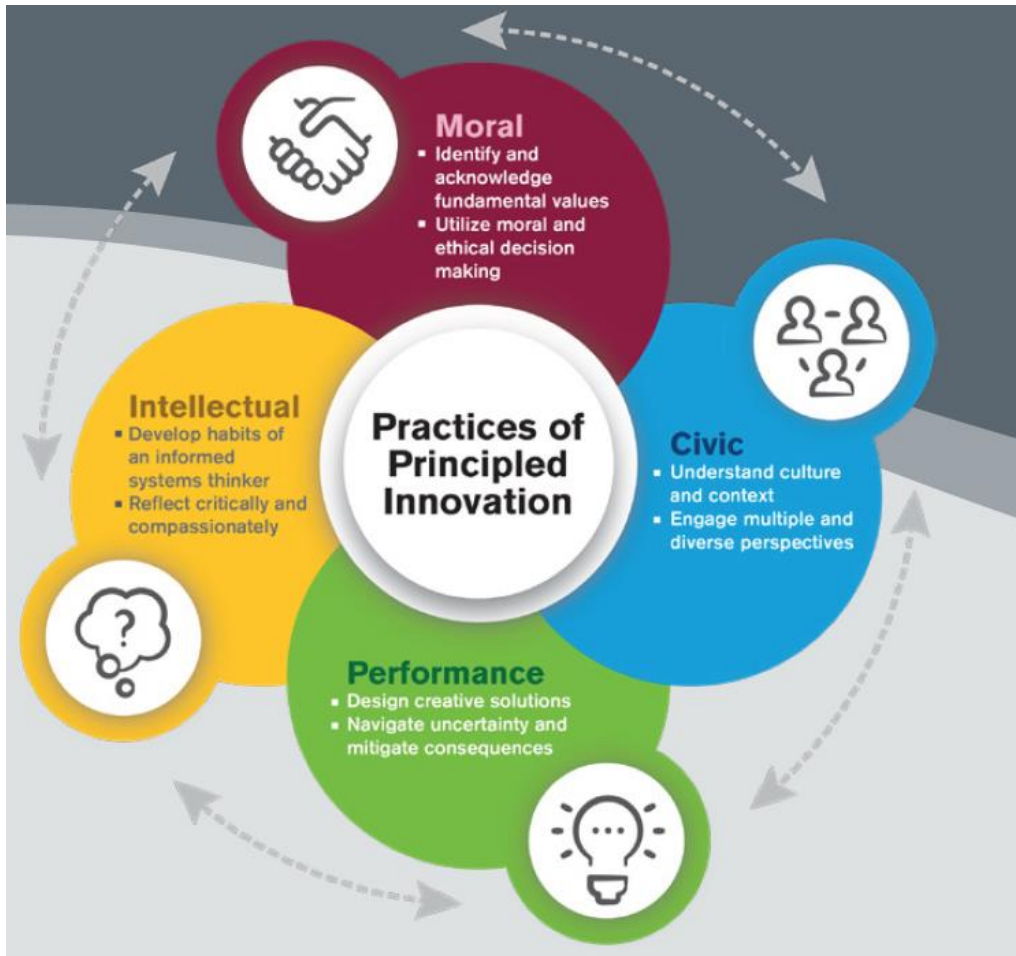 Moral
▪ Identify and
acknowledge
fundamental values
▪ Utilize moral and
ethical decision
making
Intellectual
▪ Develop habits of
an informed
systems thinker
▪ Reflect critically and
compassionately
Practices of
Principled
Innovation
Civic
▪ Understand culture
and context
▪ Engage multiple and
diverse perspectives
?
Performance
▪ Design creative solutions
▪ Navigate uncertainty and
mitigate consequences